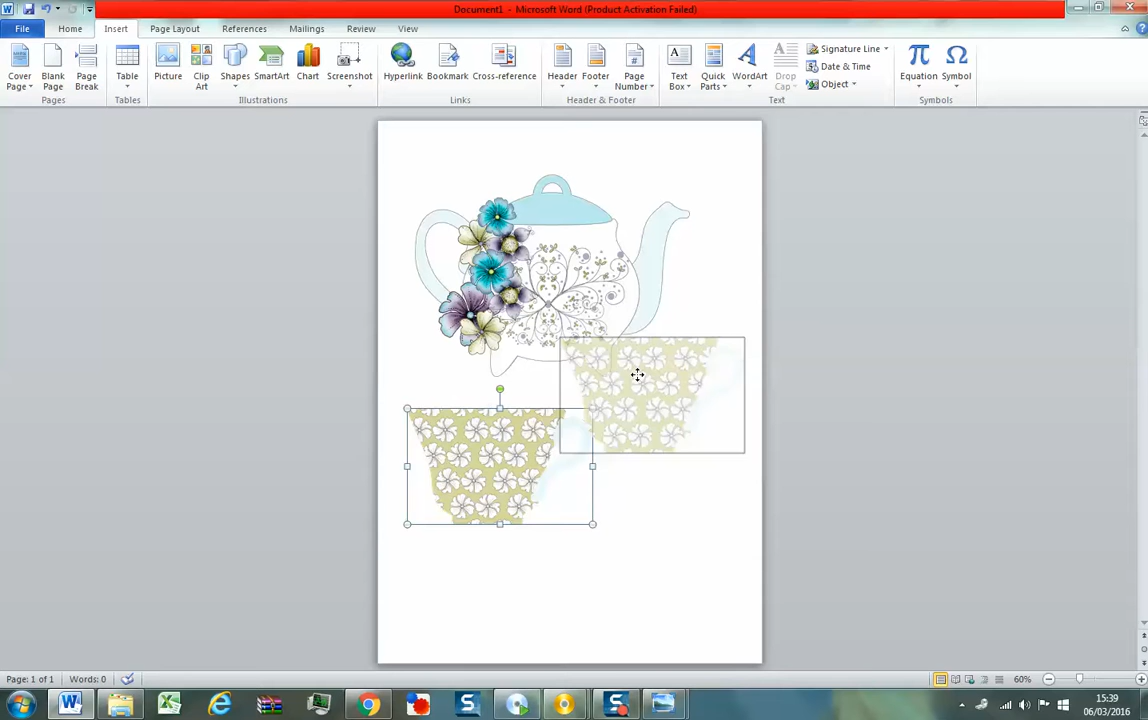 Document1 - Microsoft Word (Product Activation Failed)
File Home Insert Page Layout References Mailings Review View
Cover Page Blank Page Page Break Table Picture Clip Art Shapes SmartArt Chart Screenshot Hyperlink Bookmark Cross-reference Header Footer Page Number Text Box Quick Parts WordArt Drop Cap Signature Line Date & Time Object Equation Symbol
Pages Tables Illustrations Links Header & Footer Text Symbols
Page: 1 of 1 Words: 0 60%
15:39
06/03/2016